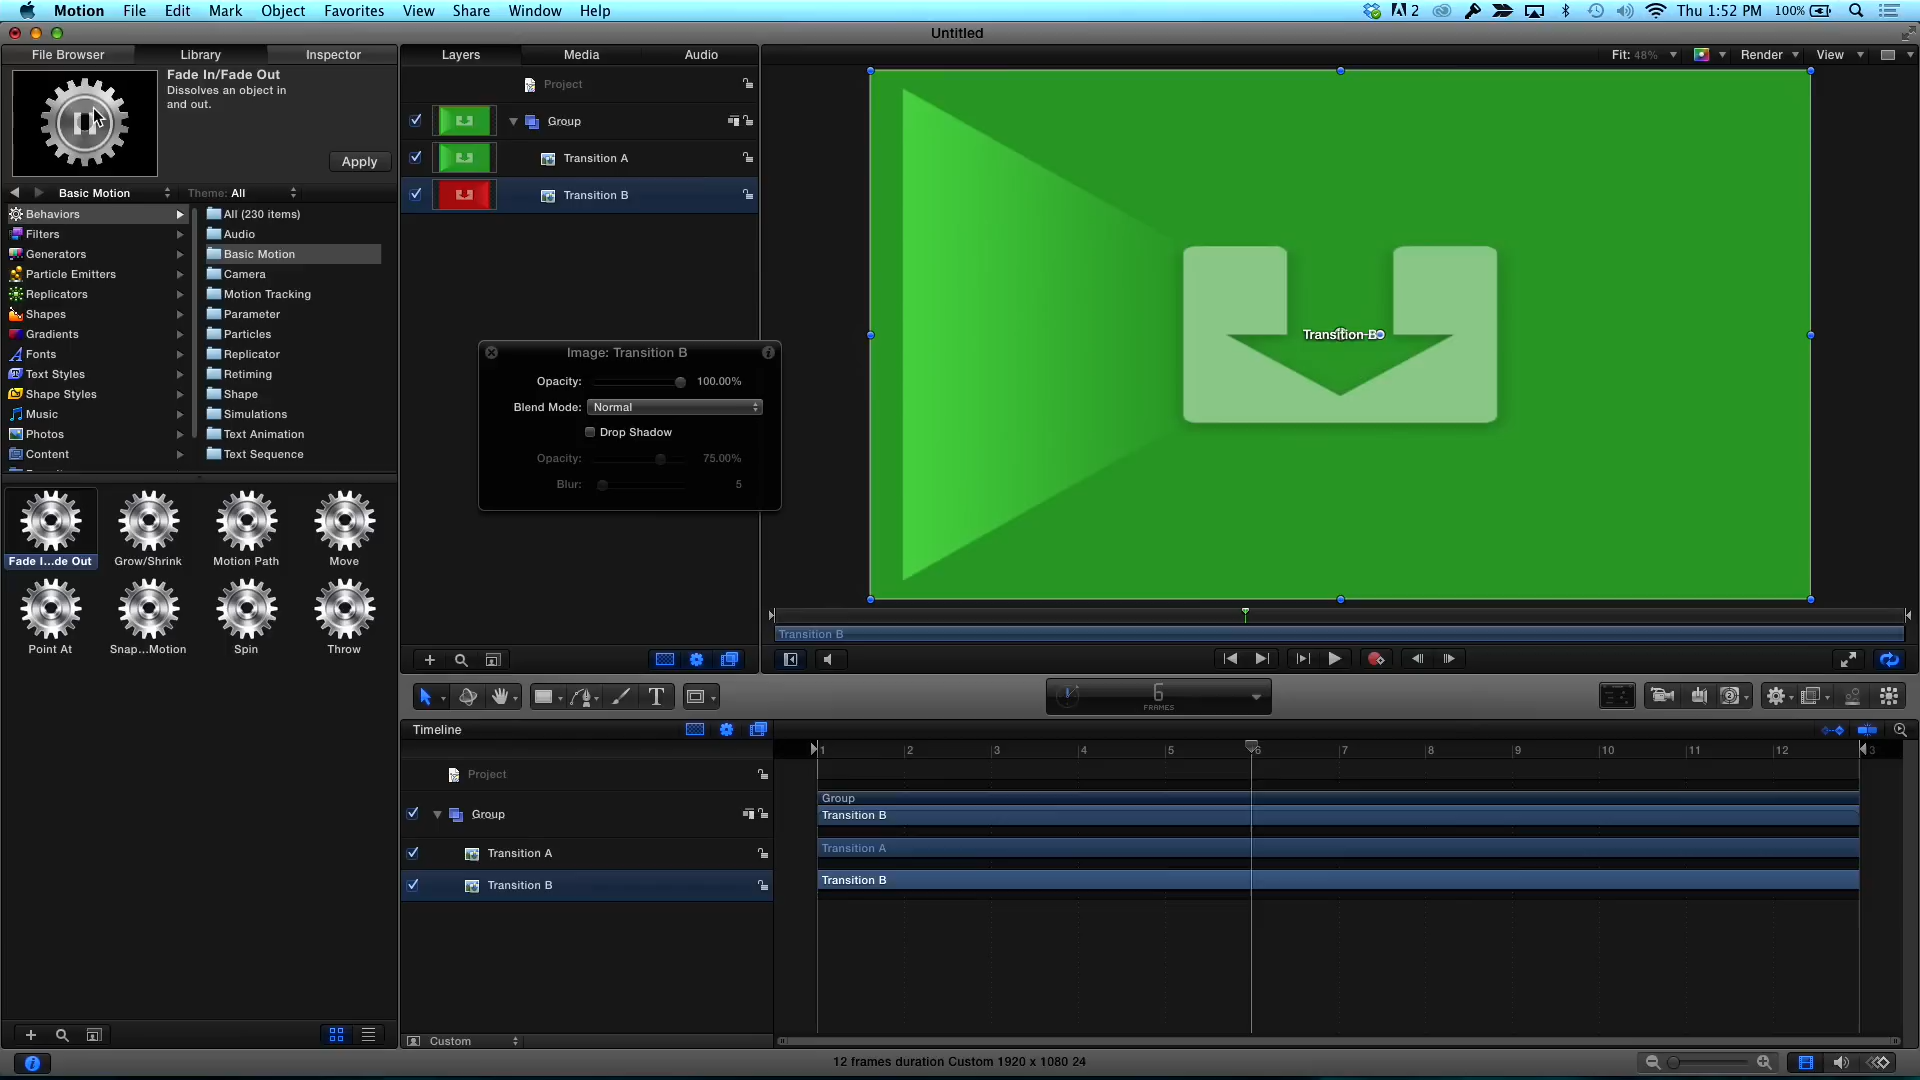 Motion File Edit Mark Object Favorites View Share Window Help
2 Thu 1:52 PM 100%
Untitled
File Browser Library Inspector
Layers Media Audio
Fit: 48% Render View
Fade In/Fade Out
Dissolves an object in
and out.
Apply
Basic Motion Theme: All
Behaviors
Filters
Generators
Particle Emitters
Replicators
Shapes
Gradients
Fonts
Text Styles
Shape Styles
Music
Photos
Content
All (230 items)
Audio
Basic Motion
Camera
Motion Tracking
Parameter
Particles
Replicator
Retiming
Shape
Simulations
Text Animation
Text Sequence
Fade I...de Out Grow/Shrink Motion Path Move
Point At Snap...Motion Spin Throw
Project
Group
Transition A
Transition B
Image: Transition B
Opacity: 100.00%
Blend Mode: Normal
Drop Shadow
Opacity: 75.00%
Blur: 5
Transition B
Transition B
6
FRAMES
Timeline
1 2 3 4 5 6 7 8 9 10 11 12 3
Project
Group
Transition A
Transition B
Group
Transition B
Transition A
Transition B
Custom
12 frames duration Custom 1920 x 1080 24